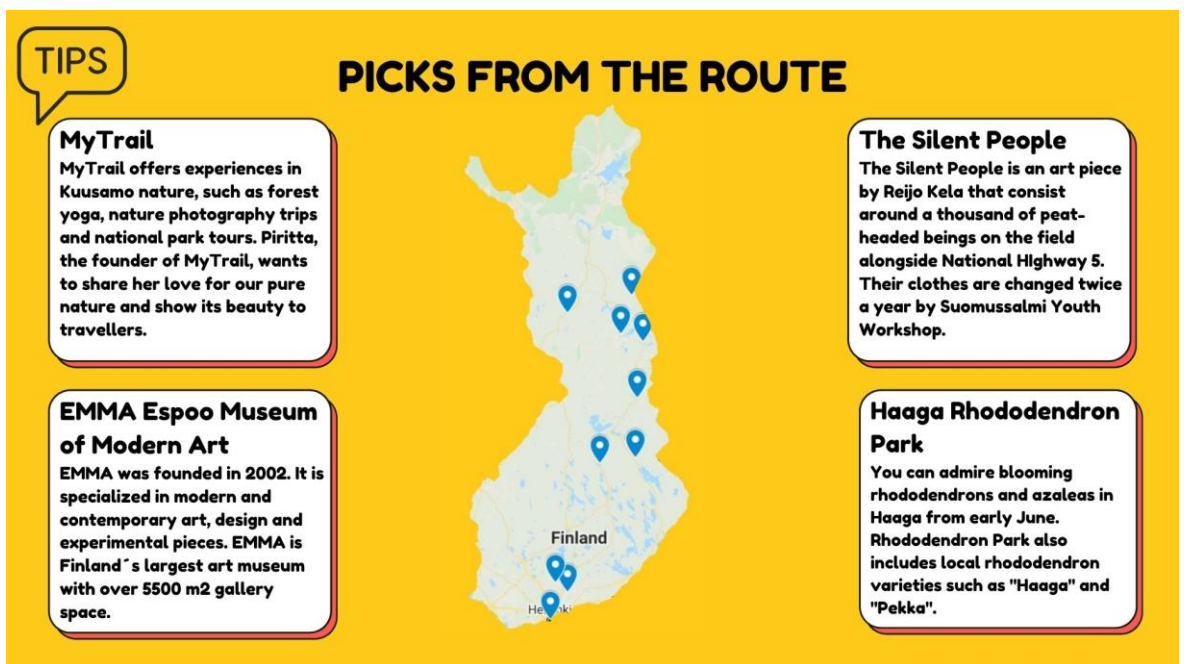 TIPS
PICKS FROM THE ROUTE
MyTrail
MyTrail offers experiences in
Kuusamo nature, such as forest
yoga, nature photography trips
and national park tours. Piritta,
the founder of MyTrail, wants
to share her love for our pure
nature and show its beauty to
travellers.
EMMA Espoo Museum
of Modern Art
EMMA was founded in 2002. It is
specialized in modern and
contemporary art, design and
experimental pieces. EMMA is
Finland´s largest art museum
with over 5500 m2 gallery
space.
Finland
The Silent People
The Silent People is an art piece
by Reijo Kela that consist
around a thousand of peat-
headed beings on the field
alongside National HIghway 5.
Their clothes are changed twice
a year by Suomussalmi Youth
Workshop.
Haaga Rhododendron
Park
You can admire blooming
rhododendrons and azaleas in
Haaga from early June.
Rhododendron Park also
includes local rhododendron
varieties such as "Haaga" and
"Pekka".